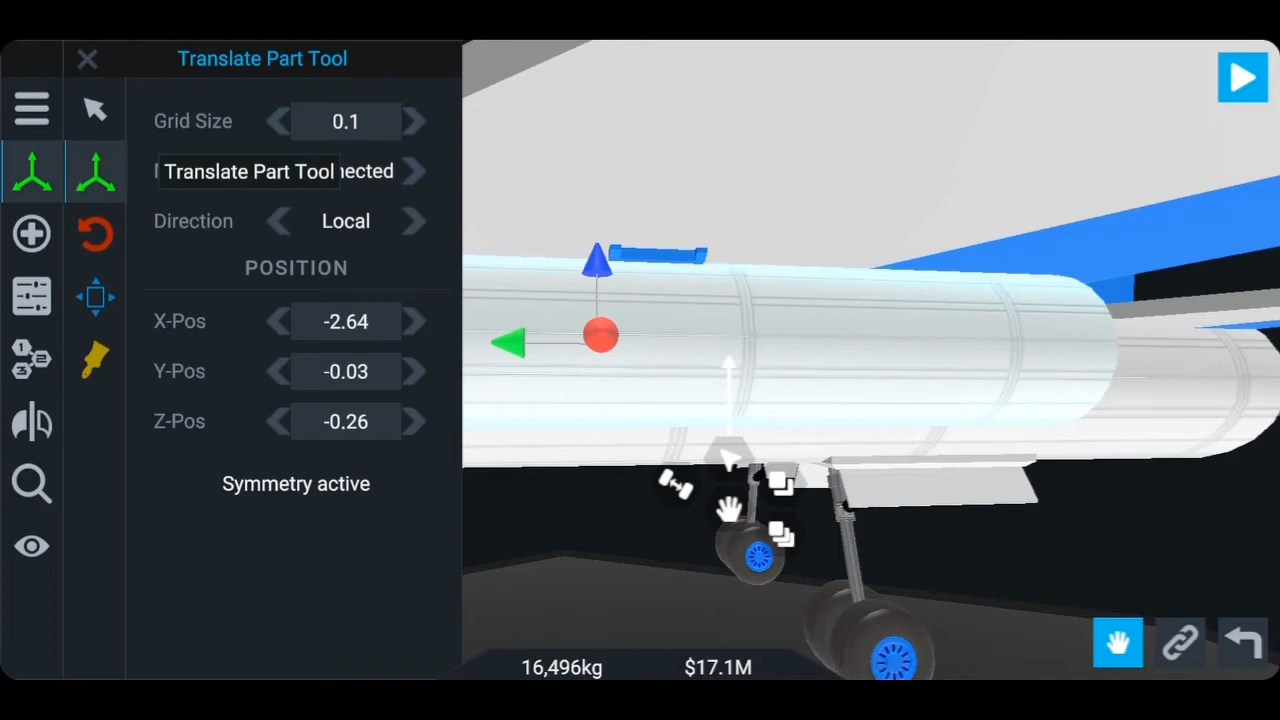 Translate Part Tool
Grid Size 0.1
Translate Part Tool nected
Direction Local
POSITION
X-Pos -2.64
Y-Pos -0.03
Z-Pos -0.26
Symmetry active
16,496kg $17.1M